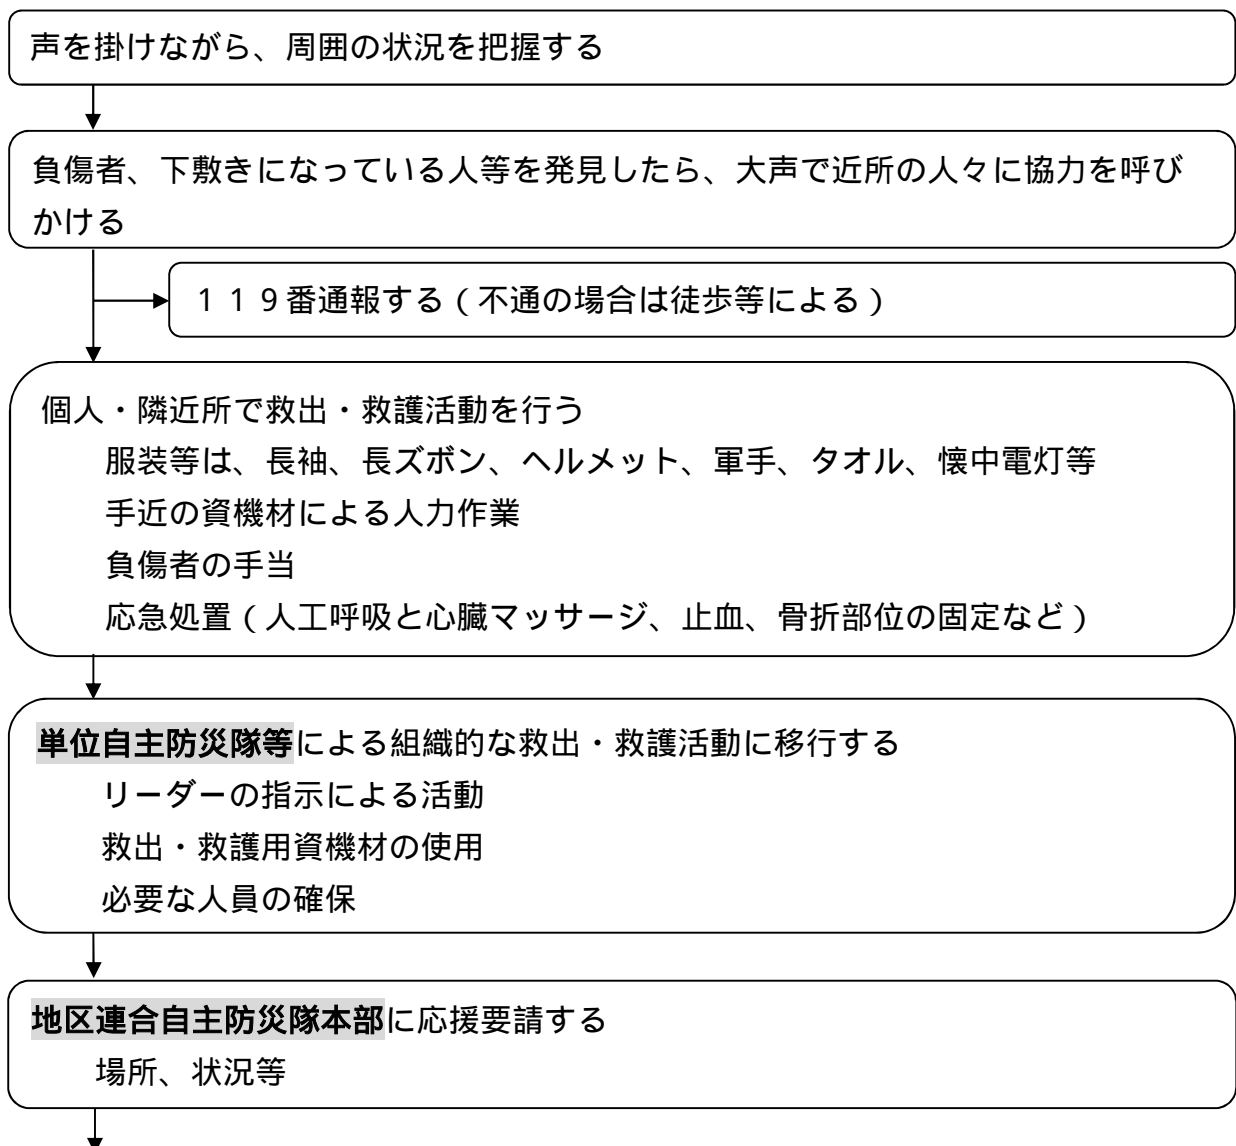 声を掛けながら、周囲の状況を把握する
負傷者、下敷きになっている人等を発見したら、大声で近所の人々に協力を呼び
かける
１１９番通報する（不通の場合は徒歩等による）
個人・隣近所で救出・救護活動を行う
服装等は、長袖、長ズボン、ヘルメット、軍手、タオル、懐中電灯等
手近の資機材による人力作業
負傷者の手当
応急処置（人工呼吸と心臓マッサージ、止血、骨折部位の固定など）
単位自主防災隊等による組織的な救出・救護活動に移行する
リーダーの指示による活動
救出・救護用資機材の使用
必要な人員の確保
地区連合自主防災隊本部に応援要請する
場所、状況等